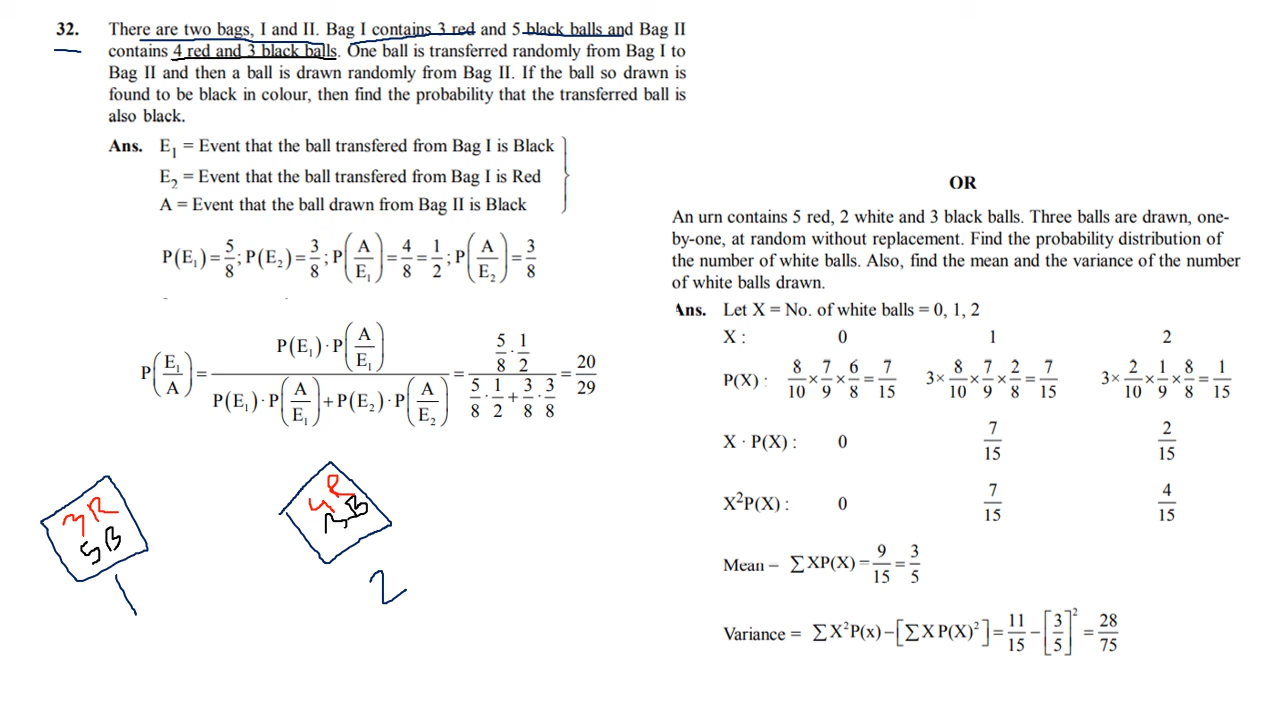 32. There are two bags, I and II. Bag I contains 3 red and 5 black balls and Bag II
contains 4 red and 3 black balls. One ball is transferred randomly from Bag I to
Bag II and then a ball is drawn randomly from Bag II. If the ball so drawn is
found to be black in colour, then find the probability that the transferred ball is
also black.
Ans. E₁ = Event that the ball transfered from Bag I is Black
E₂ = Event that the ball transfered from Bag I is Red
A = Event that the ball drawn from Bag II is Black
P(E₁) = 5/8; P(E₂) = 3/8; P(A/E₁) = 4/8 = 1/2; P(A/E₂) = 3/8
P(E₁/A) = (P(E₁)·P(A/E₁)) / (P(E₁)·P(A/E₁) + P(E₂)·P(A/E₂)) = (5/8 · 1/2) / (5/8 · 1/2 + 3/8 · 3/8) = 20/29
3R
5B
1
4R
3B
2
OR
An urn contains 5 red, 2 white and 3 black balls. Three balls are drawn, one-
by-one, at random without replacement. Find the probability distribution of
the number of white balls. Also, find the mean and the variance of the number
of white balls drawn.
Ans. Let X = No. of white balls = 0, 1, 2
X : 0 1 2
P(X) : 8/10 × 7/9 × 6/8 = 7/15 3 × 8/10 × 7/9 × 2/8 = 7/15 3 × 2/10 × 1/9 × 8/8 = 1/15
X · P(X) : 0 7/15 2/15
X²P(X) : 0 7/15 4/15
Mean – ∑XP(X) = 9/15 = 3/5
Variance = ∑X²P(x) – [∑XP(X)²] = 11/15 – [3/5]² = 28/75